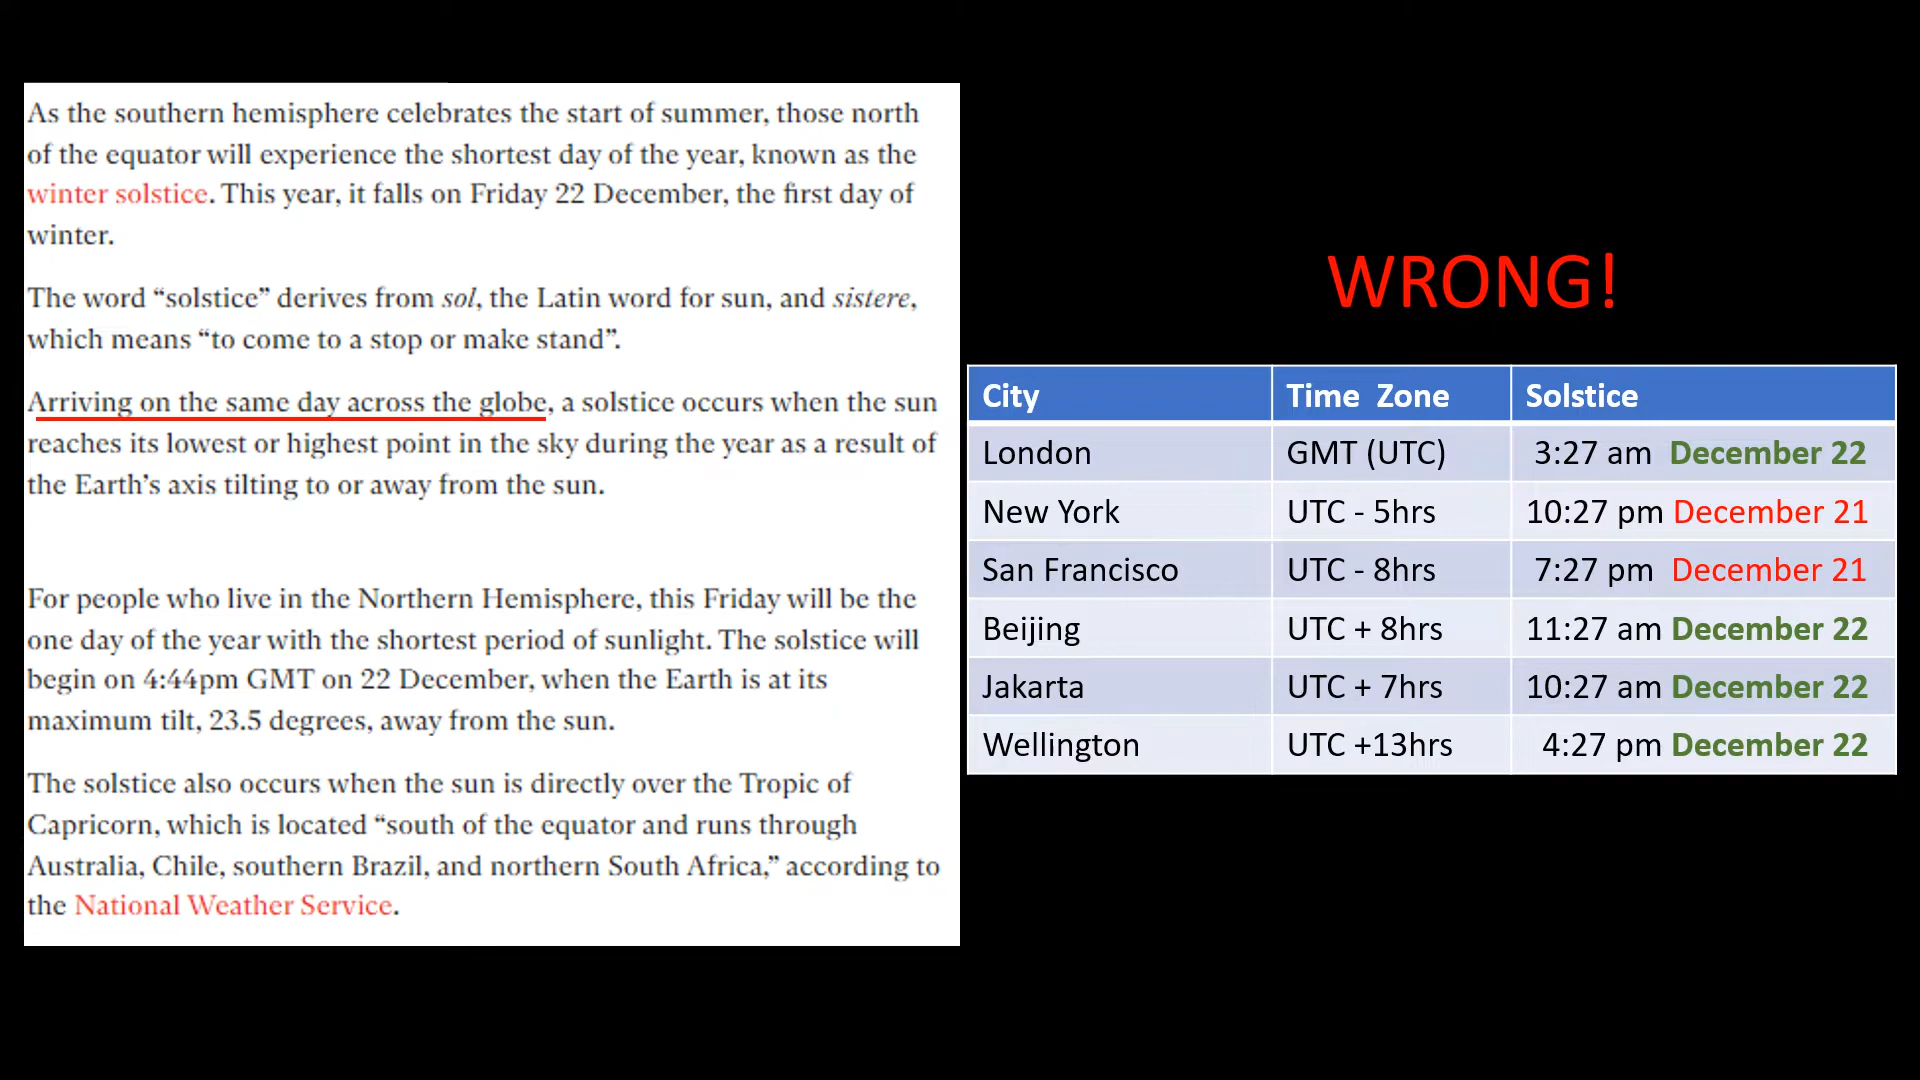 As the southern hemisphere celebrates the start of summer, those north
of the equator will experience the shortest day of the year, known as the
winter solstice. This year, it falls on Friday 22 December, the first day of
winter.
The word “solstice” derives from sol, the Latin word for sun, and sistere,
which means “to come to a stop or make stand”.
Arriving on the same day across the globe, a solstice occurs when the sun
reaches its lowest or highest point in the sky during the year as a result of
the Earth’s axis tilting to or away from the sun.
For people who live in the Northern Hemisphere, this Friday will be the
one day of the year with the shortest period of sunlight. The solstice will
begin on 4:44pm GMT on 22 December, when the Earth is at its
maximum tilt, 23.5 degrees, away from the sun.
The solstice also occurs when the sun is directly over the Tropic of
Capricorn, which is located “south of the equator and runs through
Australia, Chile, southern Brazil, and northern South Africa,” according to
the National Weather Service.
WRONG!
City Time Zone Solstice
London GMT (UTC) 3:27 am December 22
New York UTC - 5hrs 10:27 pm December 21
San Francisco UTC - 8hrs 7:27 pm December 21
Beijing UTC + 8hrs 11:27 am December 22
Jakarta UTC + 7hrs 10:27 am December 22
Wellington UTC +13hrs 4:27 pm December 22